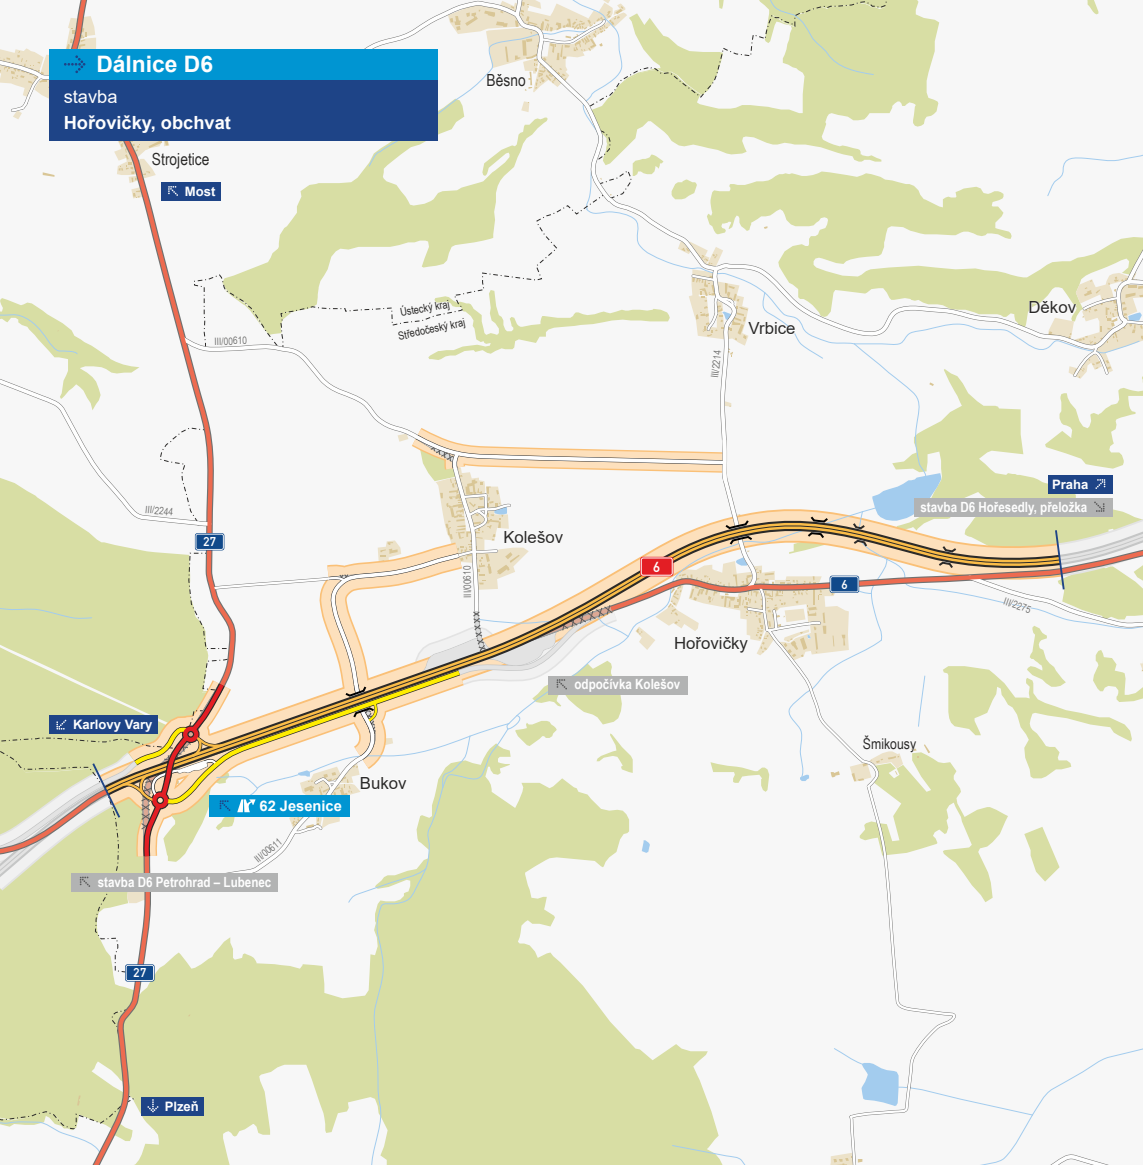 Dálnice D6
stavba
Hořovičky, obchvat
Běsno
Strojetice
Most
Ústecký kraj
Středočeský kraj
Děkov
Vrbice
III/00610
III/2214
Praha
stavba D6 Hořesedly, přeložka
III/2244
27
Kolešov
6
III/00610
6
III/2275
Hořovičky
odpočívka Kolešov
Karlovy Vary
Šmikousy
Bukov
62 Jesenice
III/00611
stavba D6 Petrohrad – Lubenec
27
Plzeň